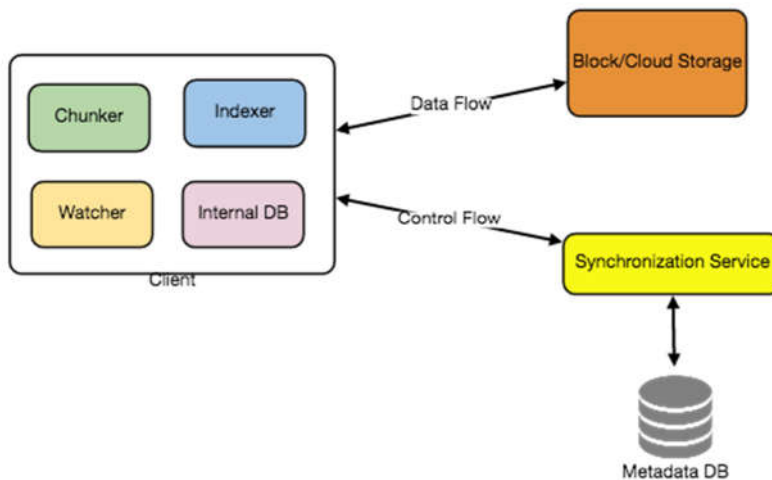 Block/Cloud Storage
Chunker
Indexer
Data Flow
Watcher
Internal DB
Control Flow
Client
Synchronization Service
Metadata DB